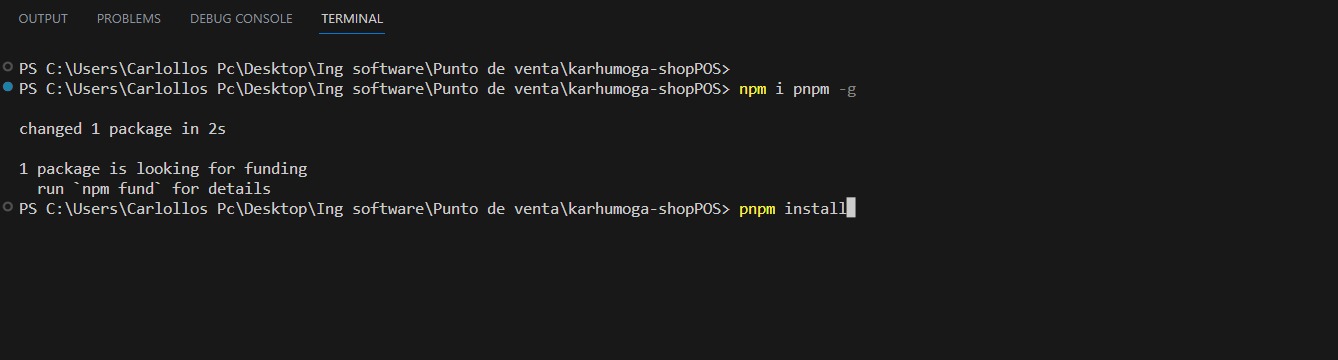 OUTPUT PROBLEMS DEBUG CONSOLE TERMINAL
PS C:\Users\Carlollos Pc\Desktop\Ing software\Punto de venta\karhumoga-shopPOS>
PS C:\Users\Carlollos Pc\Desktop\Ing software\Punto de venta\karhumoga-shopPOS> npm i pnpm -g
changed 1 package in 2s
1 package is looking for funding
  run `npm fund` for details
PS C:\Users\Carlollos Pc\Desktop\Ing software\Punto de venta\karhumoga-shopPOS> pnpm install